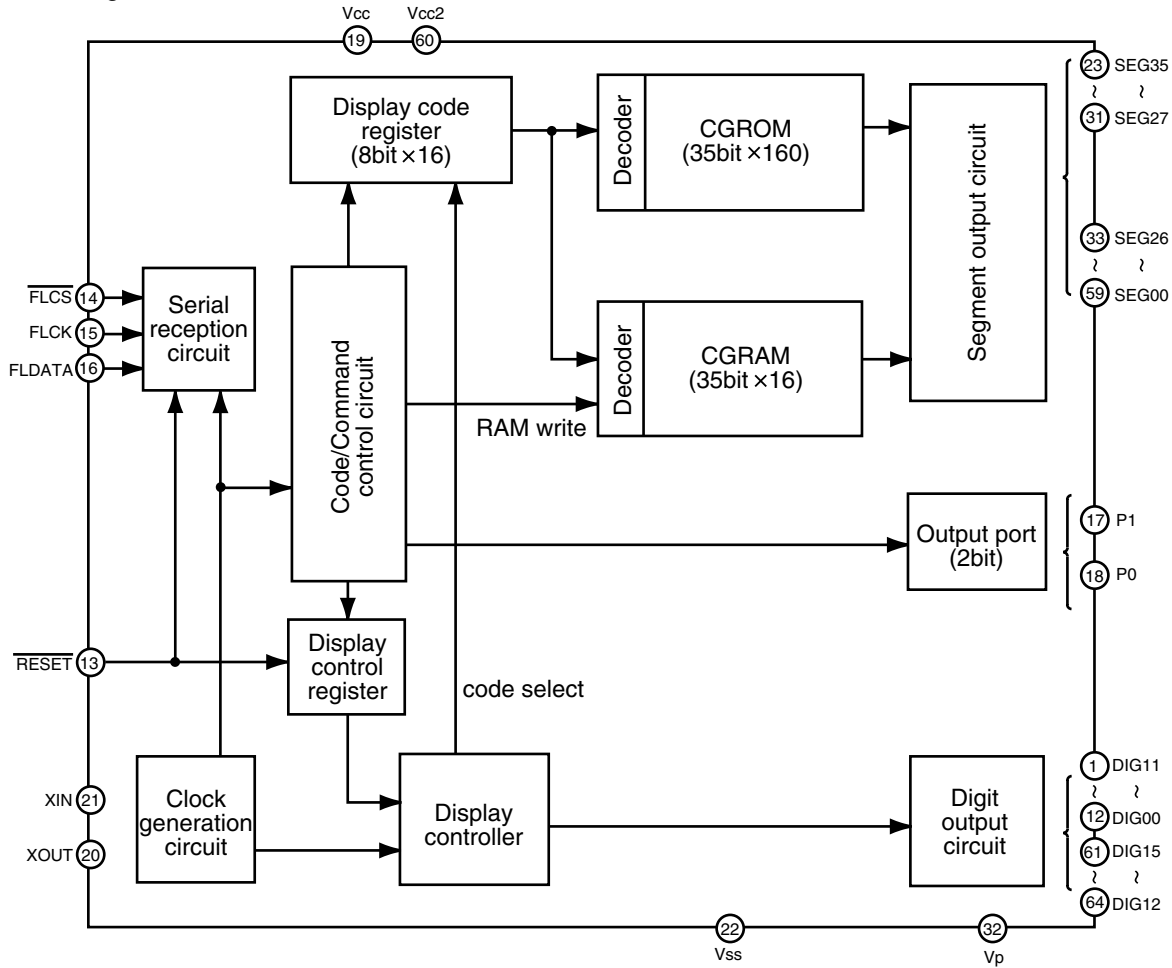 Vcc
Vcc2
19
60
Display code
register
(8bit×16)
Decoder
CGROM
(35bit×160)
Segment output circuit
23 SEG35
~ ~
31 SEG27
33 SEG26
~ ~
59 SEG00
FLCS 14
FLCK 15
FLDATA 16
Serial
reception
circuit
Code/Command
control circuit
Decoder
CGRAM
(35bit×16)
RAM write
Output port
(2bit)
17 P1
18 P0
RESET 13
Display
control
register
code select
XIN 21
XOUT 20
Clock
generation
circuit
Display
controller
Digit
output
circuit
1 DIG11
~ ~
12 DIG00
61 DIG15
~ ~
64 DIG12
22
Vss
32
Vp